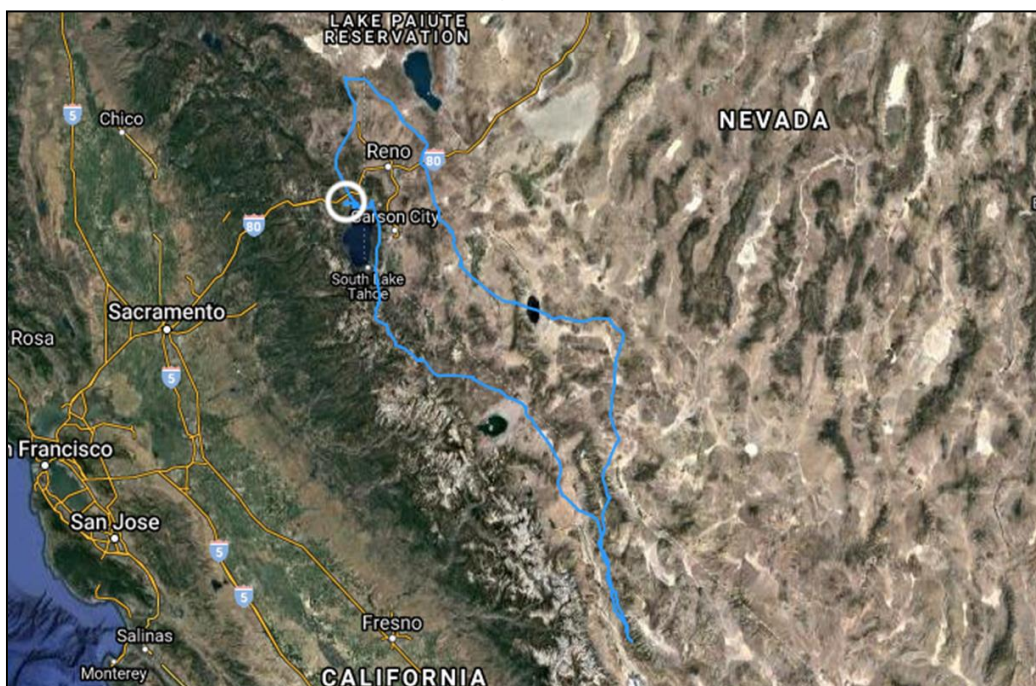 LAKE PAIUTE
RESERVATION
5
Chico
NEVADA
Reno
80
Carson City
80
South Lake
Tahoe
Sacramento
Rosa
5
n Francisco
San Jose
5
5
Fresno
Salinas
Monterey
CALIFORNIA